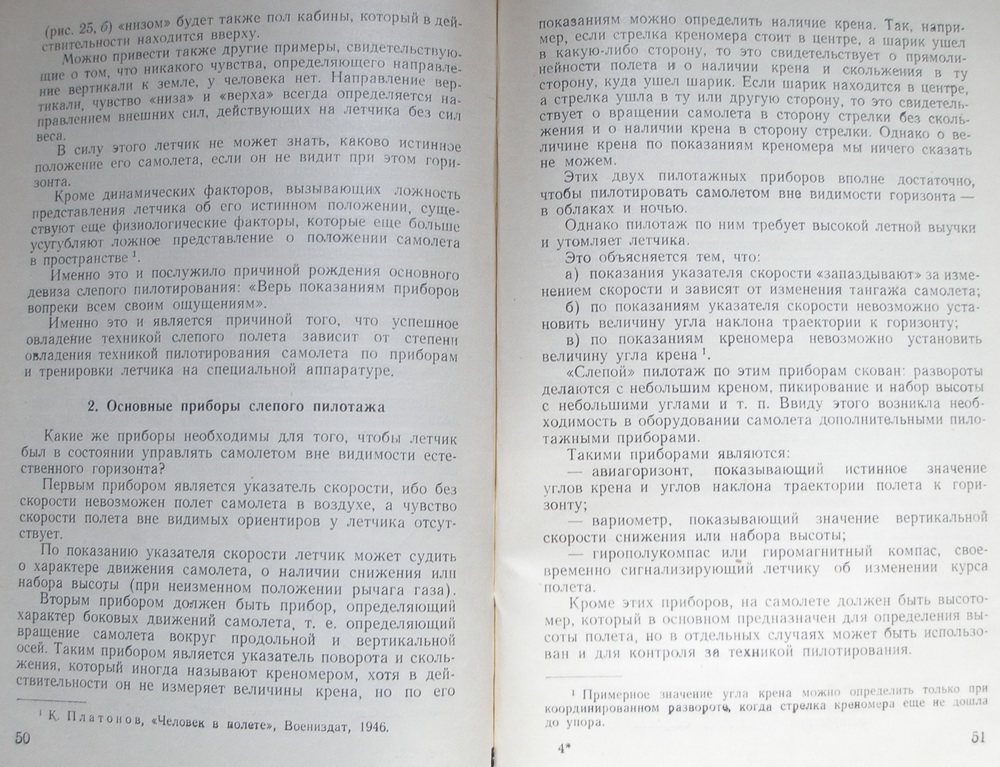 (рис. 25, б) «низом» будет также пол кабины, который в дей-
ствительности находится вверху.
Можно привести также другие примеры, свидетельствую-
щие о том, что никакого чувства, определяющего направле-
ние вертикали к земле, у человека нет. Направление вер-
тикали, чувство «низа» и «верха» всегда определяется на-
правлением внешних сил, действующих на летчика без сил
веса.
В силу этого летчик не может знать, каково истинное
положение его самолета, если он не видит при этом гори-
зонта.
Кроме динамических факторов, вызывающих ложность
представления летчика об его истинном положении, суще-
ствуют еще физиологические факторы, которые еще больше
усугубляют ложное представление о положении самолета
в пространстве ¹.
Именно это и послужило причиной рождения основного
девиза слепого пилотирования: «Верь показаниям приборов
вопреки всем своим ощущениям».
Именно это и является причиной того, что успешное
овладение техникой слепого полета зависит от степени
овладения техникой пилотирования самолета по приборам
и тренировки летчика на специальной аппаратуре.
2. Основные приборы слепого пилотажа
Какие же приборы необходимы для того, чтобы летчик
был в состоянии управлять самолетом вне видимости есте-
ственного горизонта?
Первым прибором является указатель скорости, ибо без
скорости невозможен полет самолета в воздухе, а чувство
скорости полета вне видимых ориентиров у летчика отсут-
ствует.
По показанию указателя скорости летчик может судить
о характере движения самолета, о наличии снижения или
набора высоты (при неизменном положении рычага газа).
Вторым прибором должен быть прибор, определяющий
характер боковых движений самолета, т. е. определяющий
вращение самолета вокруг продольной и вертикальной
осей. Таким прибором является указатель поворота и сколь-
жения, который иногда называют креномером, хотя в дей-
ствительности он не измеряет величины крена, но по его
¹ К. Платонов, «Человек в полете», Воениздат, 1946.
50
показаниям можно определить наличие крена. Так, напри-
мер, если стрелка креномера стоит в центре, а шарик ушел
в какую-либо сторону, то это свидетельствует о прямоли-
нейности полета и о наличии крена и скольжения в ту
сторону, куда ушел шарик. Если шарик находится в центре,
а стрелка ушла в ту или другую сторону, то это свидетель-
ствует о вращении самолета в сторону стрелки без сколь-
жения и о наличии крена в сторону стрелки. Однако о ве-
личине крена по показаниям креномера мы ничего сказать
не можем.
Этих двух пилотажных приборов вполне достаточно,
чтобы пилотировать самолетом вне видимости горизонта —
в облаках и ночью.
Однако пилотаж по ним требует высокой летной выучки
и утомляет летчика.
Это объясняется тем, что:
а) показания указателя скорости «запаздывают» за изме-
нением скорости и зависят от изменения тангажа самолета;
б) по показаниям указателя скорости невозможно уста-
новить величину угла наклона траектории к горизонту;
в) по показаниям креномера невозможно установить
величину угла крена ¹.
«Слепой» пилотаж по этим приборам скован: развороты
делаются с небольшим креном, пикирование и набор высоты
с небольшими углами и т. п. Ввиду этого возникла необ-
ходимость в оборудовании самолета дополнительными пило-
тажными приборами.
Такими приборами являются:
— авиагоризонт, показывающий истинное значение
углов крена и углов наклона траектории полета к гори-
зонту;
— вариометр, показывающий значение вертикальной
скорости снижения или набора высоты;
— гирополукомпас или гиромагнитный компас, свое-
временно сигнализирующий летчику об изменении курса
полета.
Кроме этих приборов, на самолете должен быть высото-
мер, который в основном предназначен для определения вы-
соты полета, но в отдельных случаях может быть использо-
ван и для контроля за техникой пилотирования.
¹ Примерное значение угла крена можно определить только при
координированном развороте, когда стрелка креномера еще не дошла
до упора.
4*
51